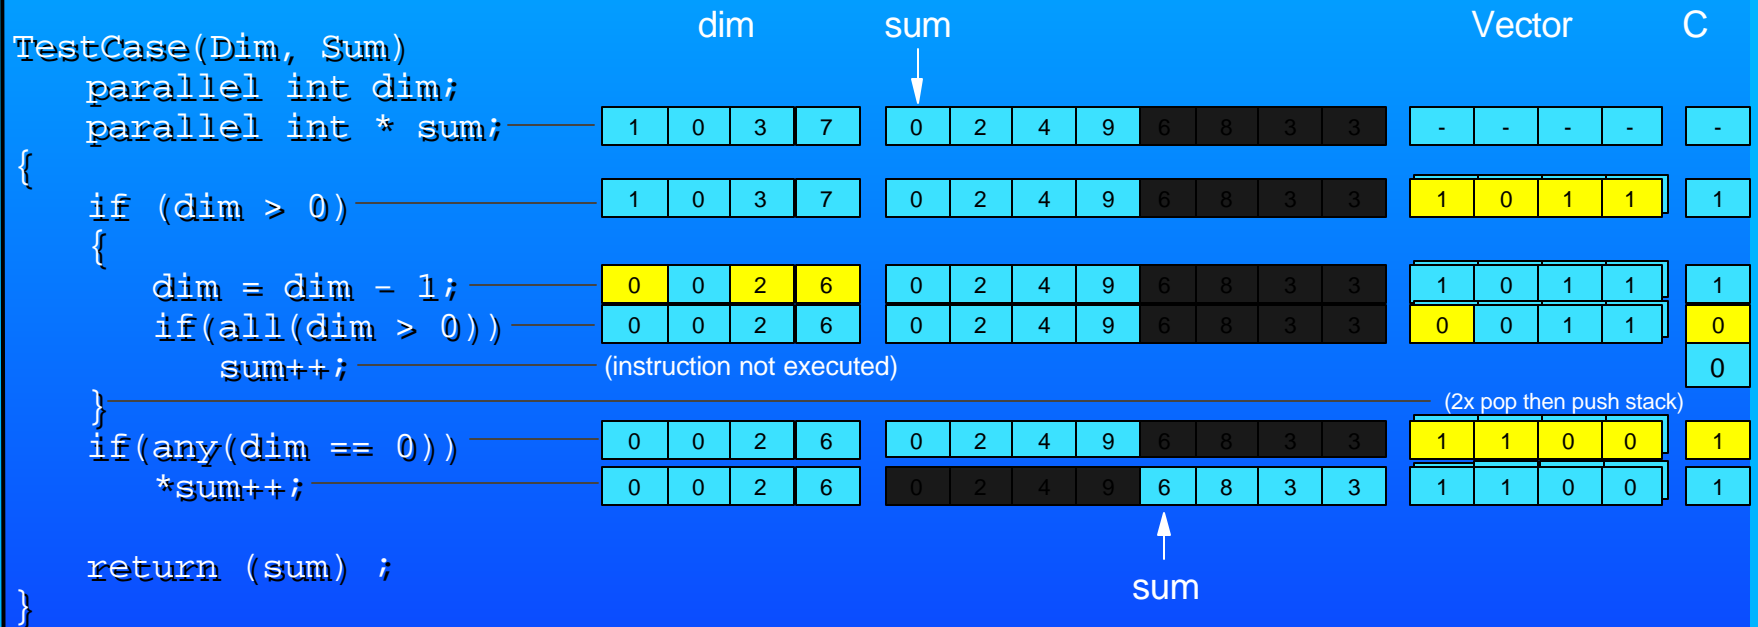 dim sum Vector C
TestCase(Dim, Sum)
parallel int dim;
parallel int * sum; 1 0 3 7 0 2 4 9 6 8 3 3 - - - - -
{
if (dim > 0) 1 0 3 7 0 2 4 9 6 8 3 3 1 0 1 1 1
{
dim = dim - 1; 0 0 2 6 0 2 4 9 6 8 3 3 1 0 1 1 1
if(all(dim > 0)) 0 0 2 6 0 2 4 9 6 8 3 3 0 0 1 1 0
sum++; (instruction not executed) 0
} (2x pop then push stack)
if(any(dim == 0)) 0 0 2 6 0 2 4 9 6 8 3 3 1 1 0 0 1
*sum++; 0 0 2 6 0 2 4 9 6 8 3 3 1 1 0 0 1
return (sum) ;
sum
}